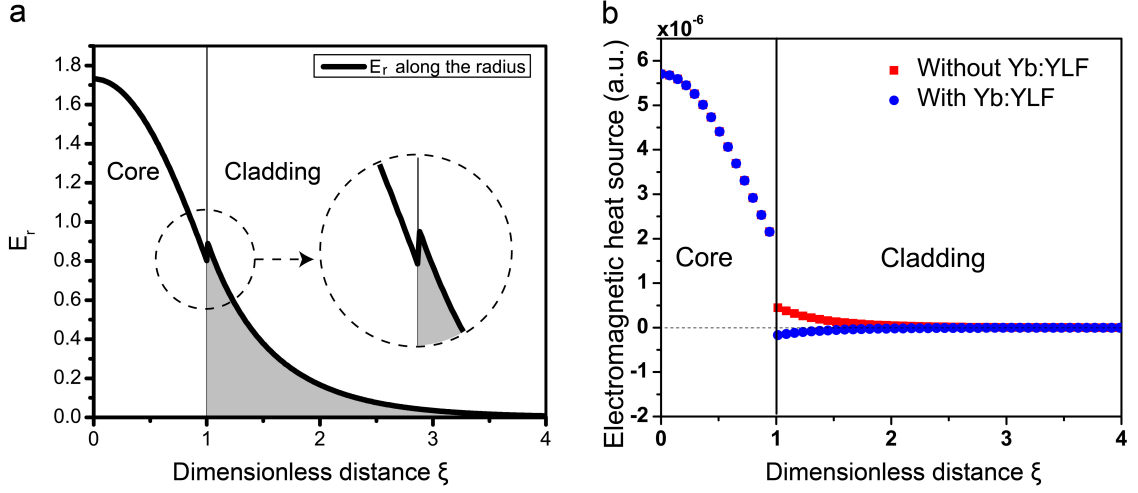 a
E_r along the radius
Core
Cladding
E_r
1.8
1.6
1.4
1.2
1.0
0.8
0.6
0.4
0.2
0.0
0
1
2
3
4
Dimensionless distance ξ
b
x10^-6
Without Yb:YLF
With Yb:YLF
Core
Cladding
Electromagnetic heat source (a.u.)
6
5
4
3
2
1
0
-1
-2
0
1
2
3
4
Dimensionless distance ξ